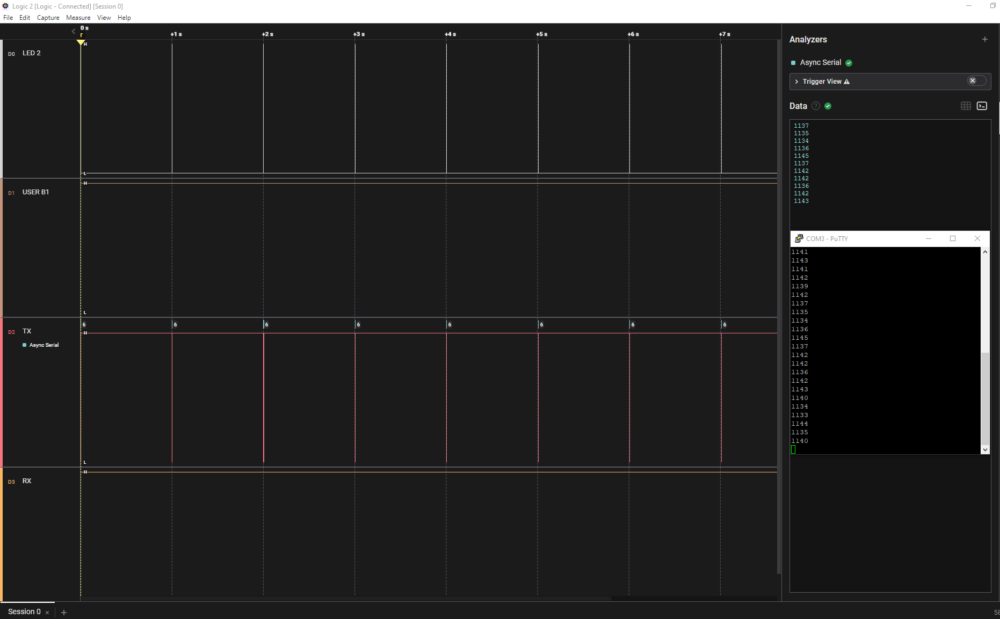 Logic 2 [Logic - Connected] [Session 0]
File Edit Capture Measure View Help
0 s
+1 s +2 s +3 s +4 s +5 s +6 s +7 s
H
D0 LED 2
L
H
D1 USER B1
L
6 6 6 6 6 6 6 6
D2 TX
H
Async Serial
L
H
D3 RX
Session 0 × +
Analyzers +
Async Serial
Trigger View
Data ?
1137
1135
1134
1136
1145
1137
1142
1142
1136
1142
1143
COM3 - PuTTY
1141
1143
1141
1142
1139
1142
1137
1135
1134
1136
1145
1137
1142
1142
1136
1142
1143
1140
1134
1133
1144
1135
1140